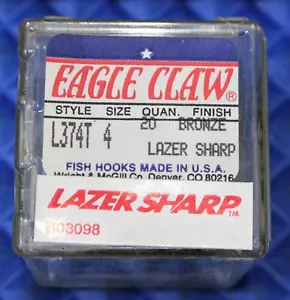 EAGLE CLAW®
STYLE SIZE QUAN. FINISH
L374T 4 20 BRONZE
LAZER SHARP
FISH HOOKS MADE IN U.S.A.
Wright & McGill Co. Denver, CO 80216
LAZER SHARP™
803098